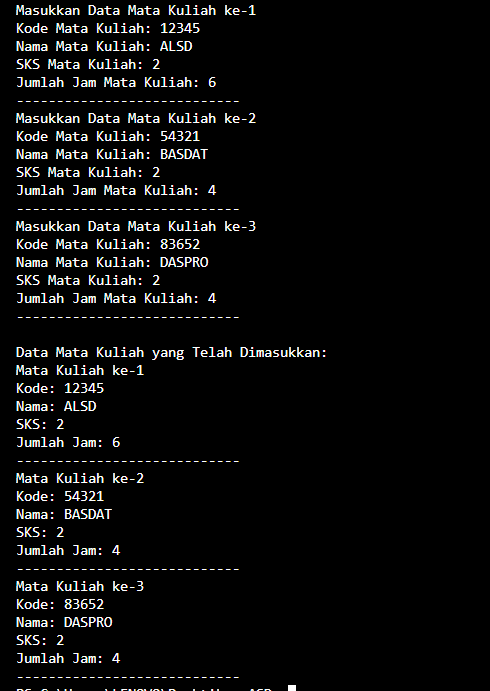 Masukkan Data Mata Kuliah ke-1
Kode Mata Kuliah: 12345
Nama Mata Kuliah: ALSD
SKS Mata Kuliah: 2
Jumlah Jam Mata Kuliah: 6
----------------------------
Masukkan Data Mata Kuliah ke-2
Kode Mata Kuliah: 54321
Nama Mata Kuliah: BASDAT
SKS Mata Kuliah: 2
Jumlah Jam Mata Kuliah: 4
----------------------------
Masukkan Data Mata Kuliah ke-3
Kode Mata Kuliah: 83652
Nama Mata Kuliah: DASPRO
SKS Mata Kuliah: 2
Jumlah Jam Mata Kuliah: 4
----------------------------
Data Mata Kuliah yang Telah Dimasukkan:
Mata Kuliah ke-1
Kode: 12345
Nama: ALSD
SKS: 2
Jumlah Jam: 6
----------------------------
Mata Kuliah ke-2
Kode: 54321
Nama: BASDAT
SKS: 2
Jumlah Jam: 4
----------------------------
Mata Kuliah ke-3
Kode: 83652
Nama: DASPRO
SKS: 2
Jumlah Jam: 4
----------------------------